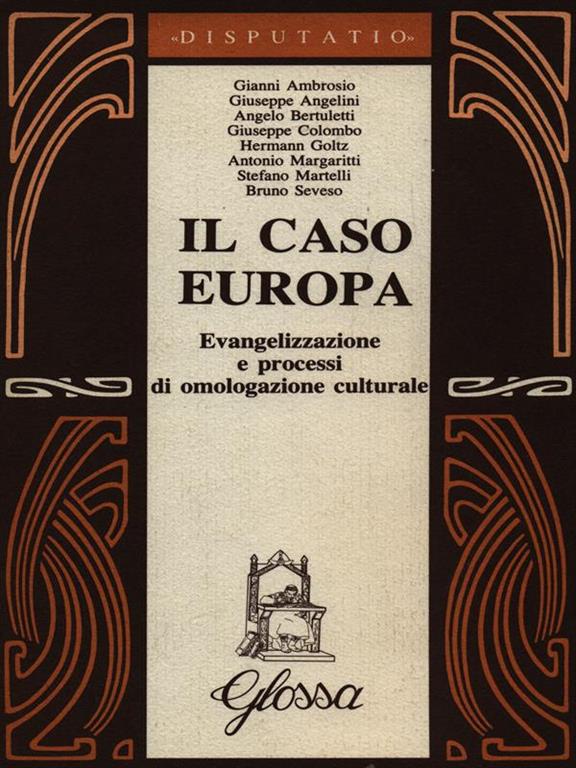 «DISPUTATIO»
Gianni Ambrosio
Giuseppe Angelini
Angelo Bertuletti
Giuseppe Colombo
Hermann Goltz
Antonio Margaritti
Stefano Martelli
Bruno Seveso
IL CASO
EUROPA
Evangelizzazione
e processi
di omologazione culturale
Glossa